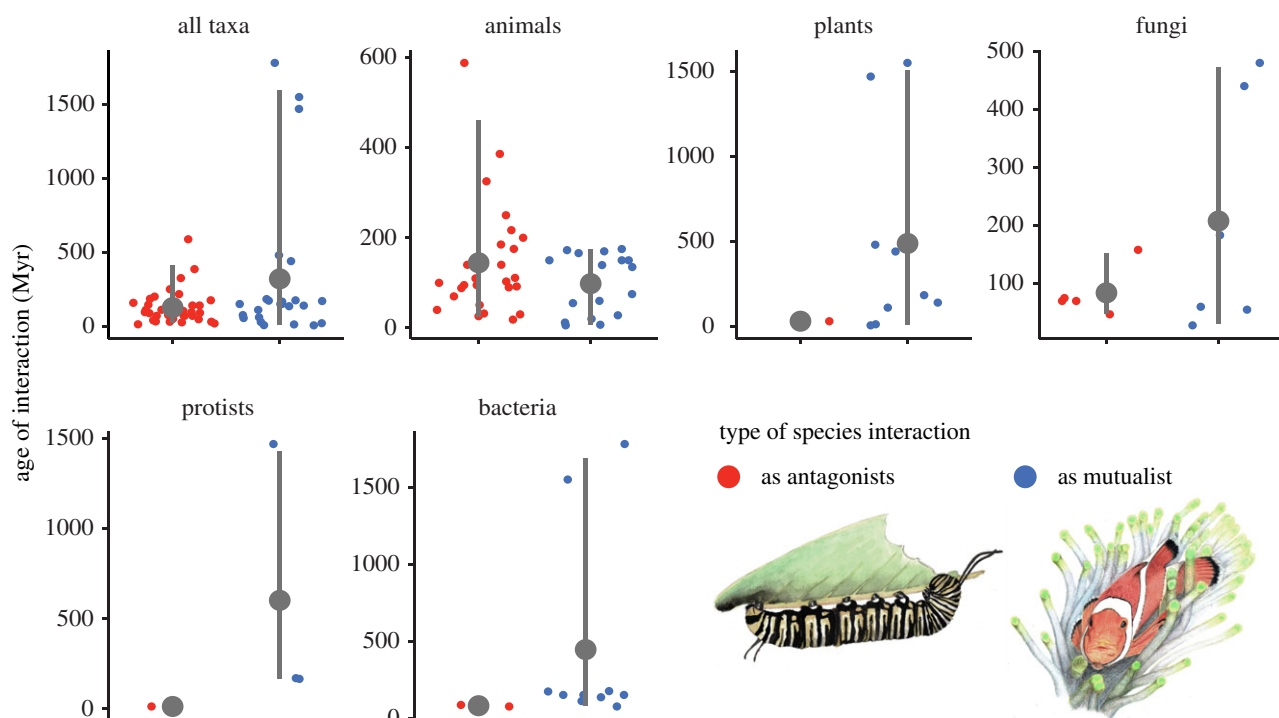 all taxa
animals
plants
fungi
age of interaction (Myr)
1500
1000
500
0
600
400
200
0
1500
1000
500
0
500
400
300
200
100
protists
bacteria
1500
1000
500
0
1500
1000
500
0
type of species interaction
as antagonists
as mutualist